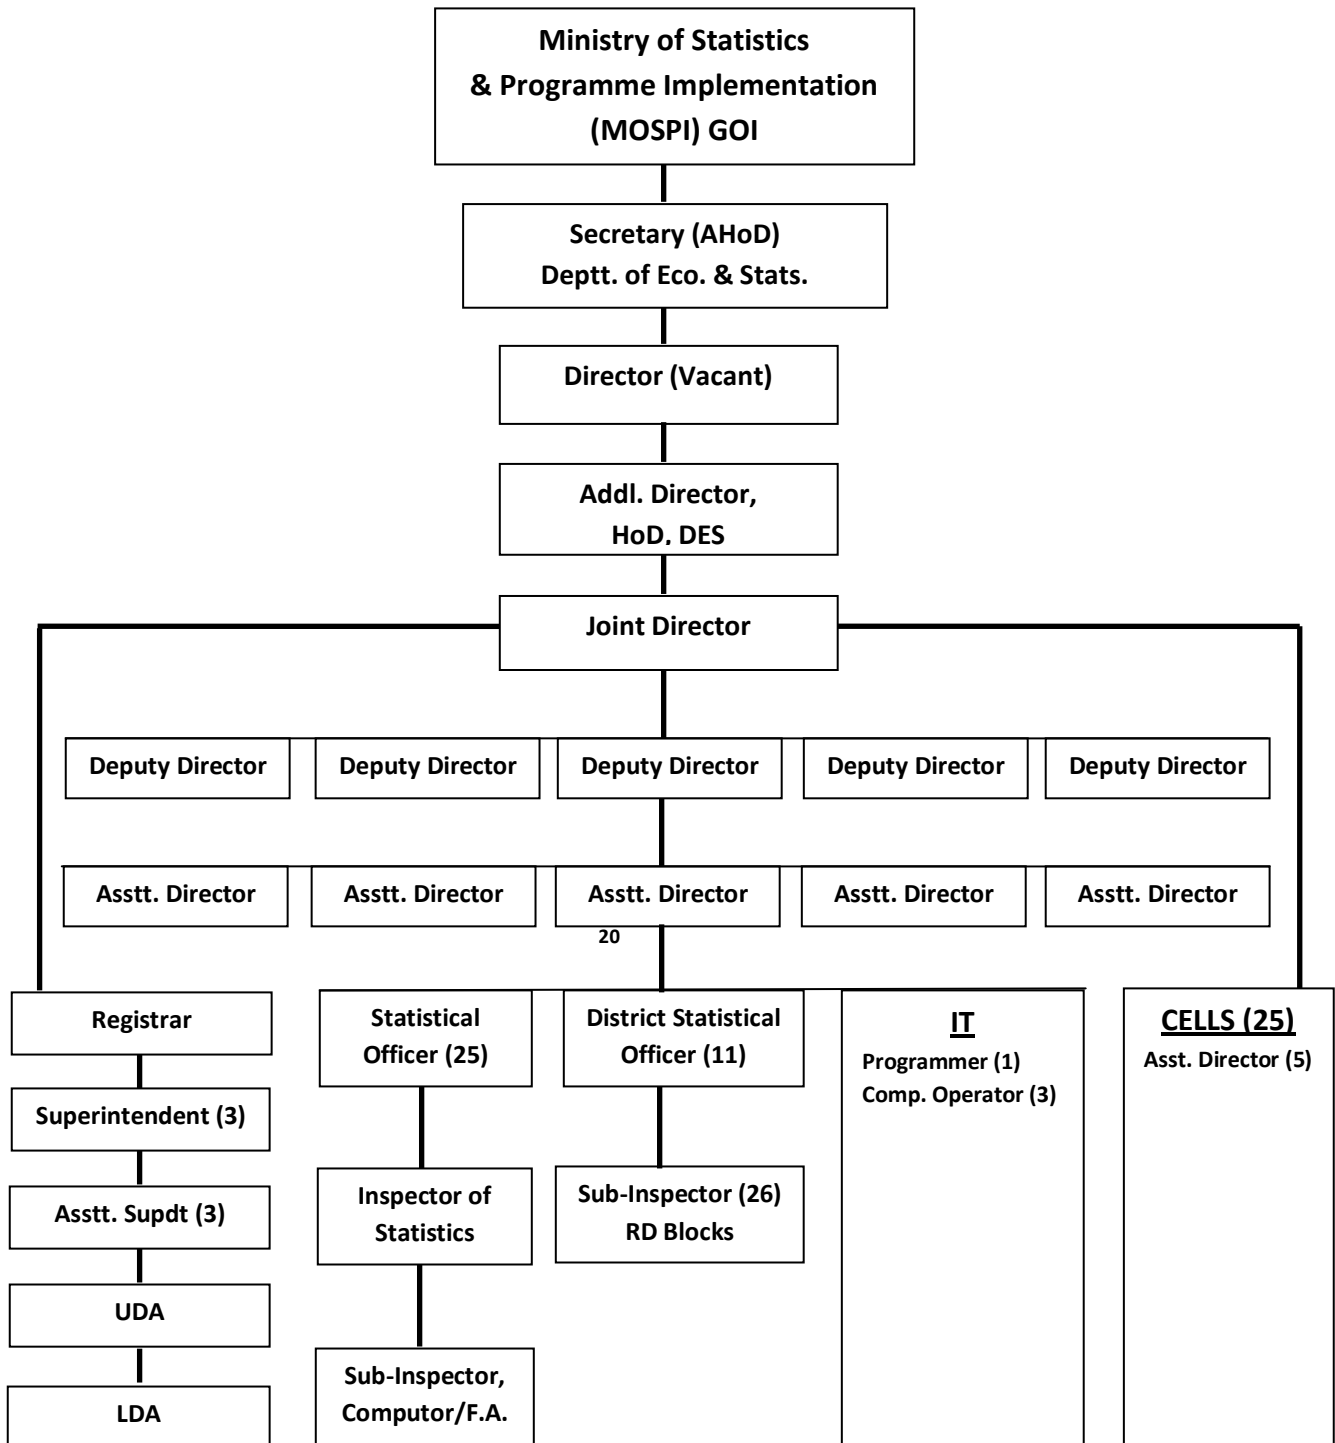 Ministry of Statistics
& Programme Implementation
(MOSPI) GOI
Secretary (AHoD)
Deptt. of Eco. & Stats.
Director (Vacant)
Addl. Director,
HoD, DES
Joint Director
Deputy Director
Deputy Director
Deputy Director
Deputy Director
Deputy Director
Asstt. Director
Asstt. Director
Asstt. Director
Asstt. Director
Asstt. Director
20
Registrar
Superintendent (3)
Asstt. Supdt (3)
UDA
LDA
Statistical
Officer (25)
Inspector of
Statistics
Sub-Inspector,
Computor/F.A.
District Statistical
Officer (11)
Sub-Inspector (26)
RD Blocks
IT
Programmer (1)
Comp. Operator (3)
CELLS (25)
Asst. Director (5)